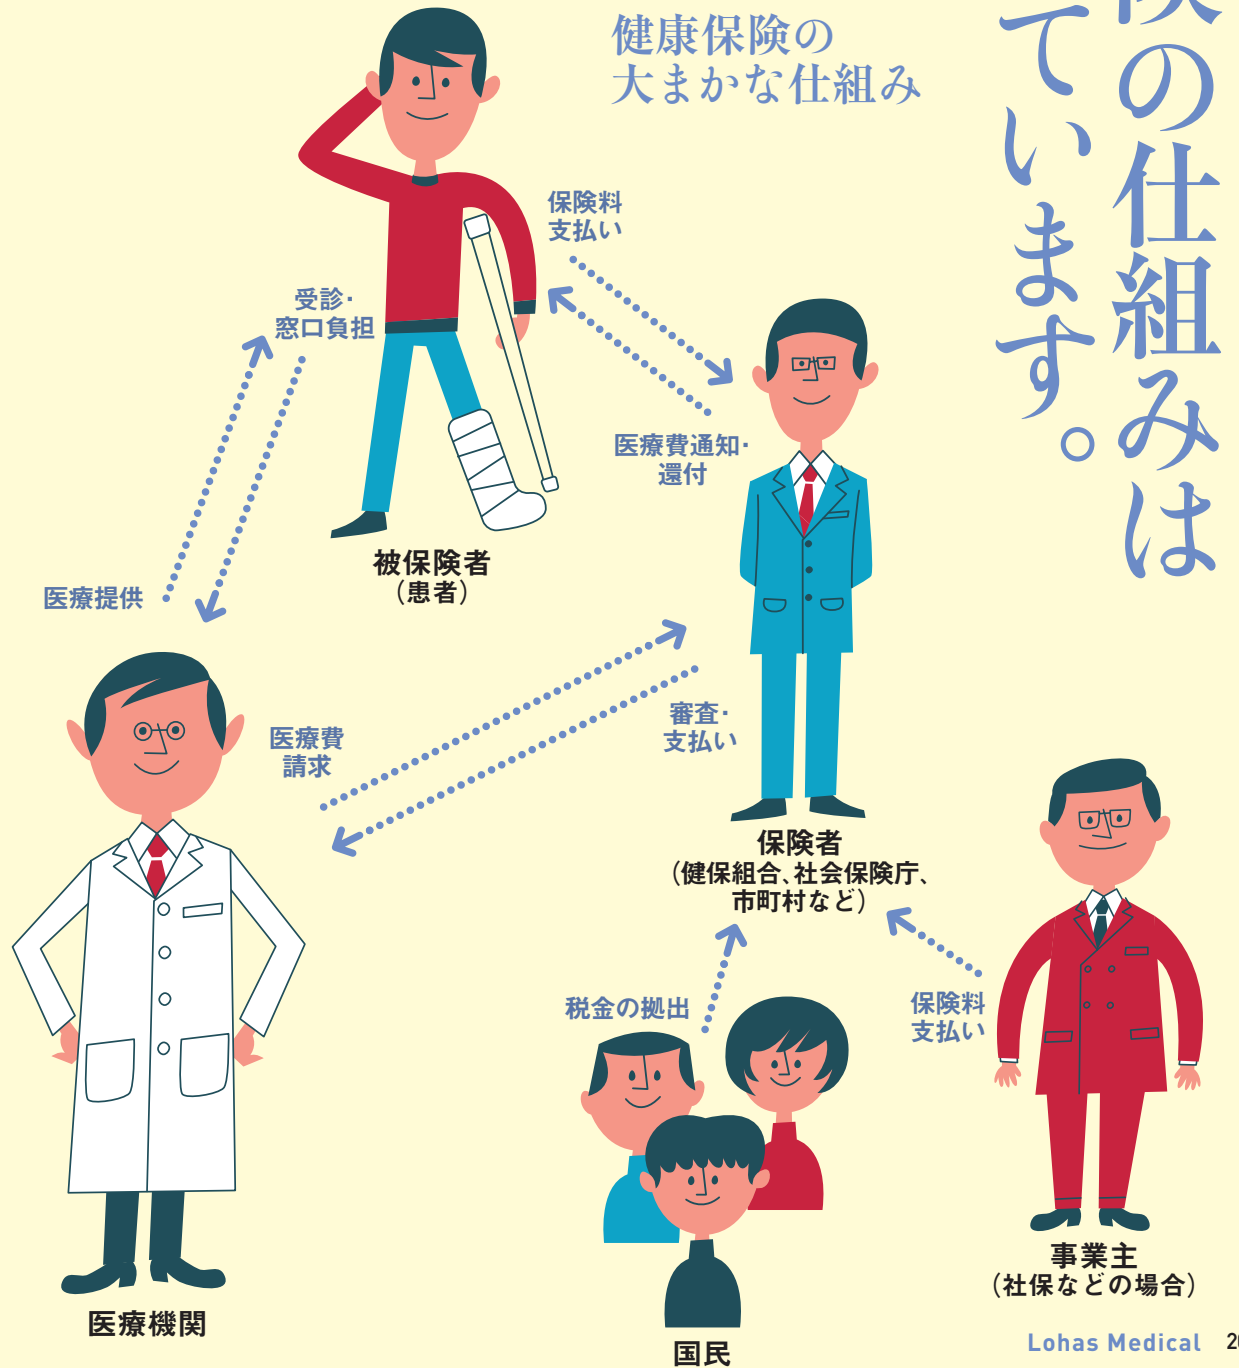 険の仕組みは
ています。
健康保険の
大まかな仕組み
保険料
支払い
受診・
窓口負担
医療費通知・
還付
被保険者
（患者）
医療提供
医療費
請求
審査・
支払い
保険者
（健保組合、社会保険庁、
市町村など）
税金の拠出
保険料
支払い
医療機関
国民
事業主
（社保などの場合）
Lohas Medical